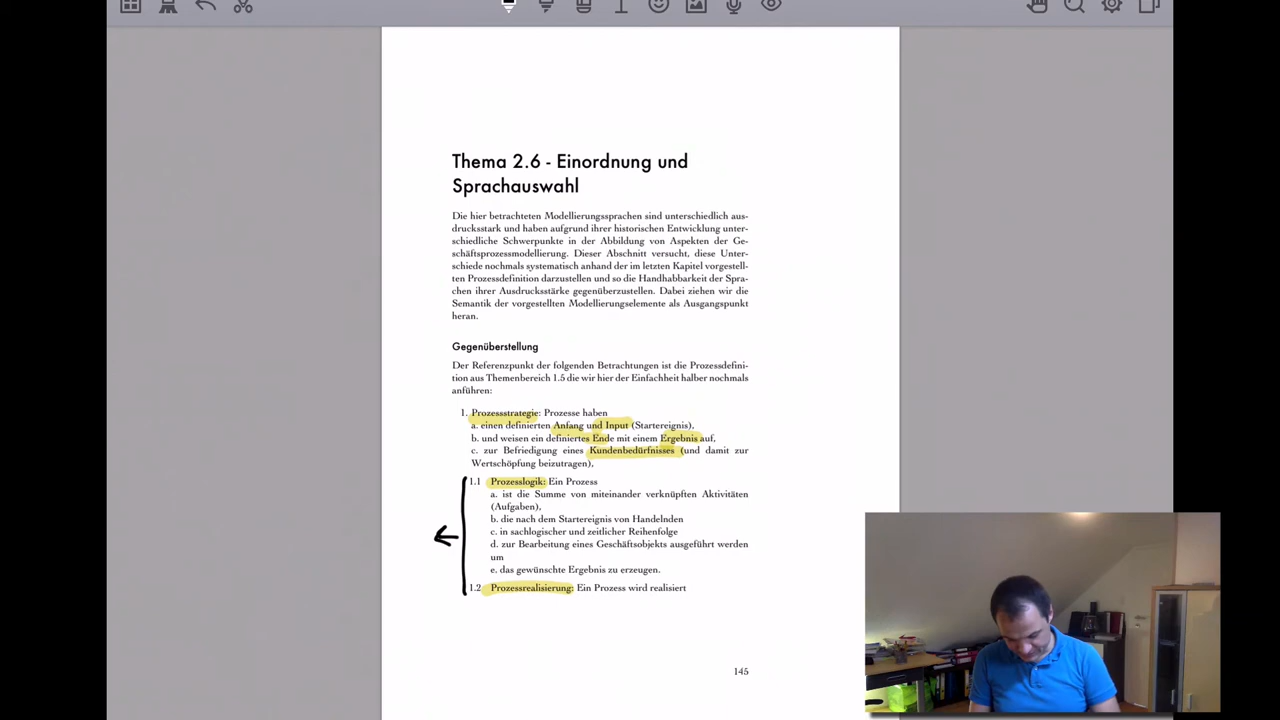 Thema 2.6 - Einordnung und
Sprachauswahl
Die hier betrachteten Modellierungssprachen sind unterschiedlich aus-
drucksstark und haben aufgrund ihrer historischen Entwicklung unter-
schiedliche Schwerpunkte in der Abbildung von Aspekten der Ge-
schäftsprozessmodellierung. Dieser Abschnitt versucht, diese Unter-
schiede nochmals systematisch anhand der im letzten Kapitel vorgestell-
ten Prozessdefinition darzustellen und so die Handhabbarkeit der Spra-
chen ihrer Ausdrucksstärke gegenüberzustellen. Dabei ziehen wir die
Semantik der vorgestellten Modellierungselemente als Ausgangspunkt
heran.
Gegenüberstellung
Der Referenzpunkt der folgenden Betrachtungen ist die Prozessdefini-
tion aus Themenbereich 1.5 die wir hier der Einfachheit halber nochmals
anführen:
1. Prozessstrategie: Prozesse haben
a. einen definierten Anfang und Input (Startereignis),
b. und weisen ein definiertes Ende mit einem Ergebnis auf,
c. zur Befriedigung eines Kundenbedürfnisses (und damit zur
Wertschöpfung beizutragen),
1.1 Prozesslogik: Ein Prozess
a. ist die Summe von miteinander verknüpften Aktivitäten
(Aufgaben),
b. die nach dem Startereignis von Handelnden
c. in sachlogischer und zeitlicher Reihenfolge
d. zur Bearbeitung eines Geschäftsobjekts ausgeführt werden
um
e. das gewünschte Ergebnis zu erzeugen.
1.2 Prozessrealisierung: Ein Prozess wird realisiert
145